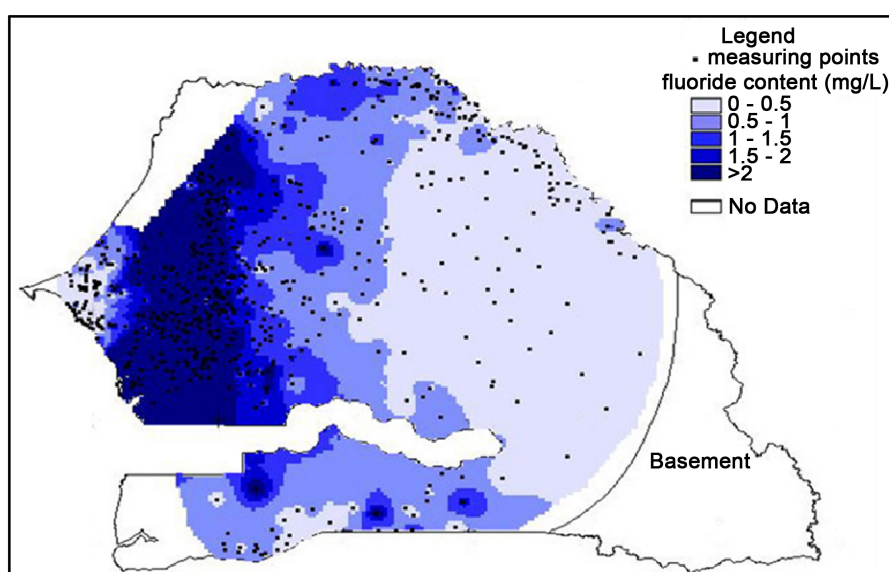 Legend
measuring points
fluoride content (mg/L)
0 - 0.5
0.5 - 1
1 - 1.5
1.5 - 2
>2
No Data
Basement